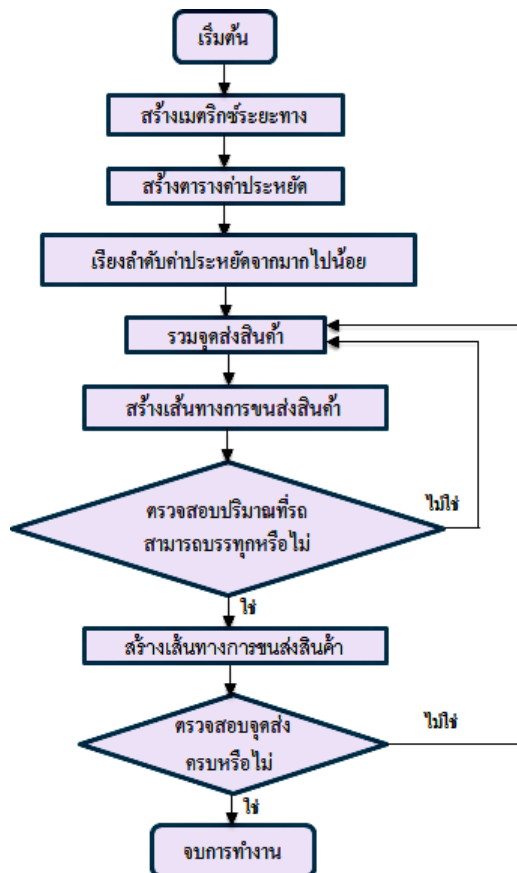 เริ่มต้น
สร้างเมตริกซ์ระยะทาง
สร้างตารางค่าประหยัด
เรียงลำดับค่าประหยัดจากมากไปน้อย
รวมจุดส่งสินค้า
สร้างเส้นทางการขนส่งสินค้า
ตรวจสอบปริมาณที่รถ
สามารถบรรทุกหรือไม่
ไม่ใช่
ใช่
สร้างเส้นทางการขนส่งสินค้า
ตรวจสอบจุดส่ง
ครบหรือไม่
ไม่ใช่
ใช่
จบการทำงาน